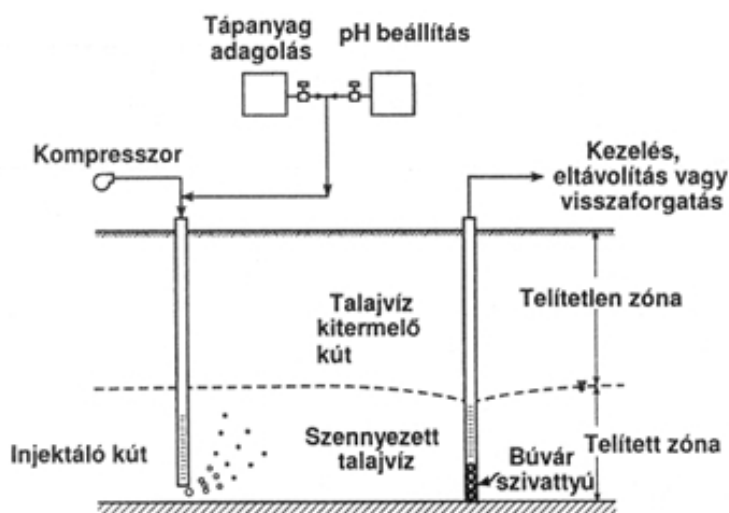 Tápanyag
adagolás
pH beállítás
Kompresszor
Kezelés,
eltávolítás vagy
visszaforgatás
Telítetlen zóna
Talajvíz
kitermelő
kút
Injektáló kút
Szennyezett
talajvíz
Búvár
szivattyú
Telített zóna